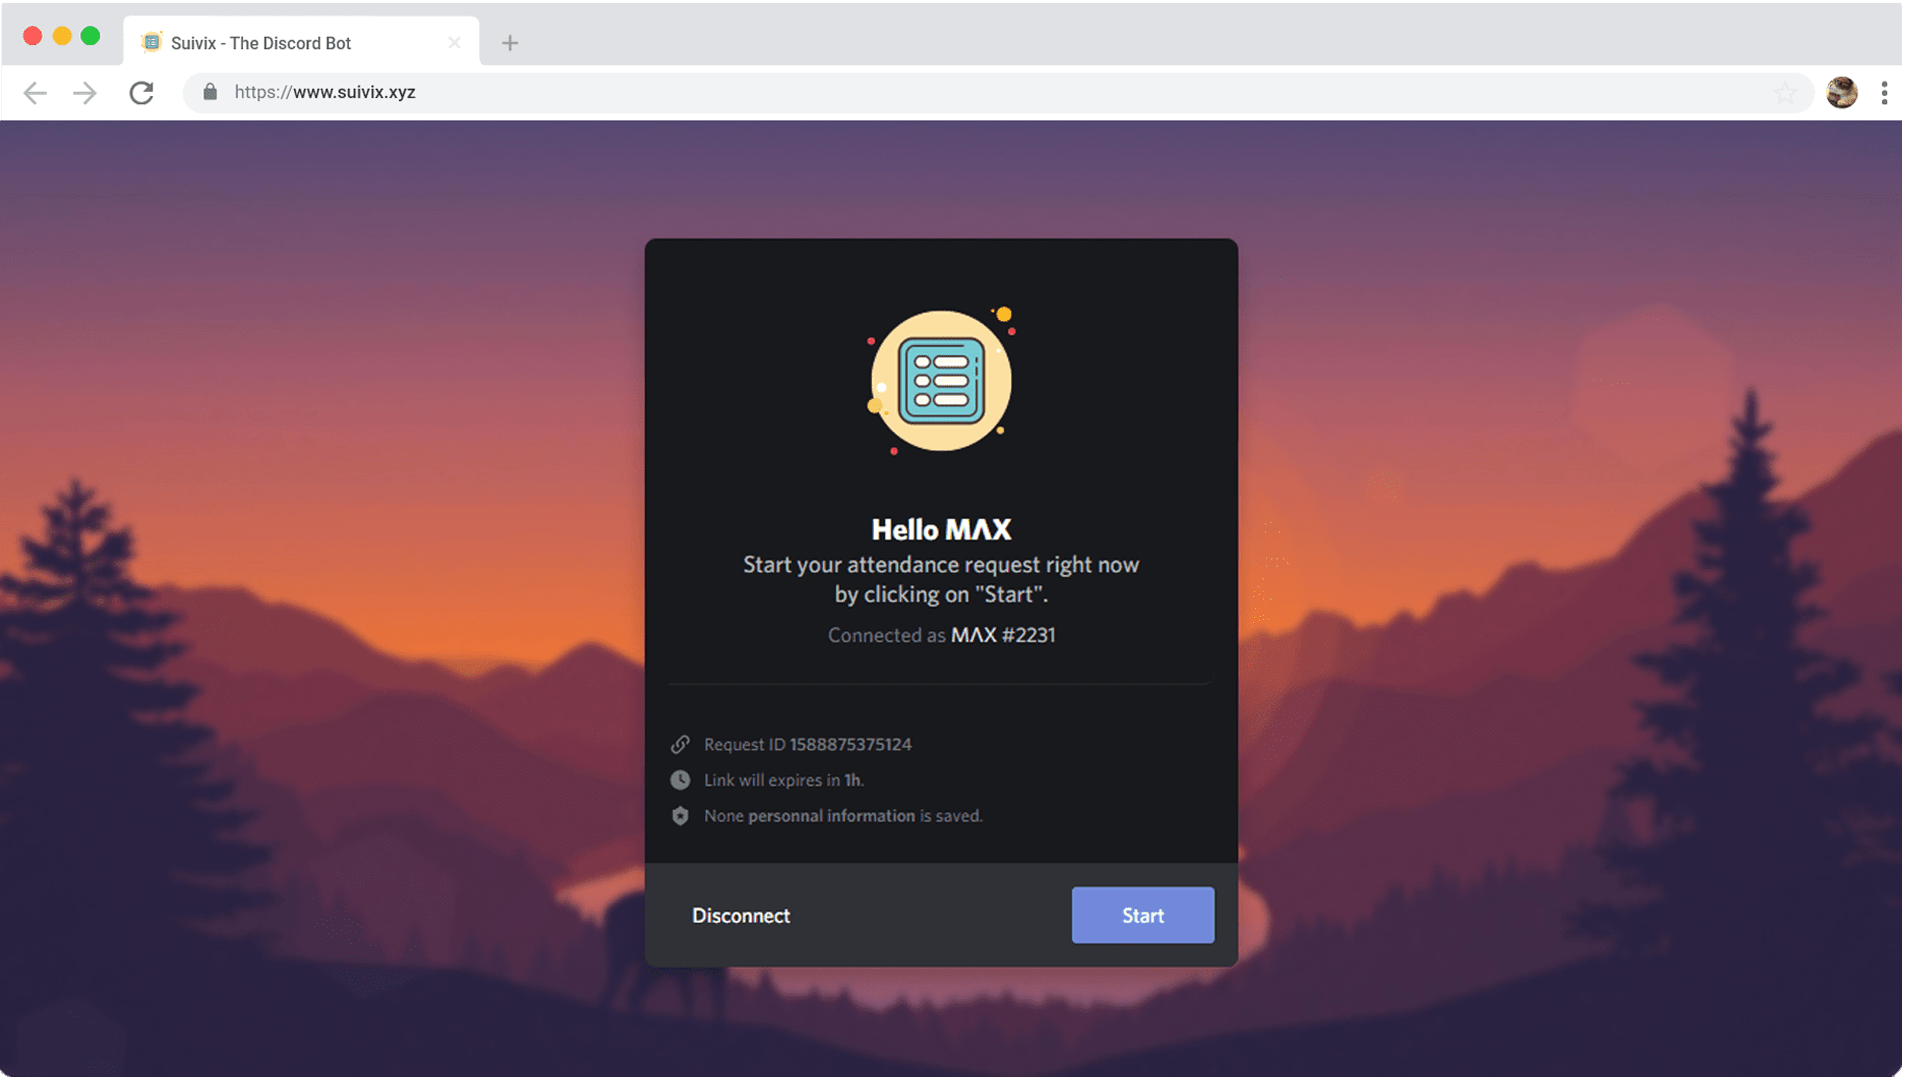 Suivix - The Discord Bot
https://www.suivix.xyz
Hello MΛX
Start your attendance request right now
by clicking on "Start".
Connected as MΛX #2231
Request ID 1588875375124
Link will expires in 1h.
None personnal information is saved.
Disconnect
Start